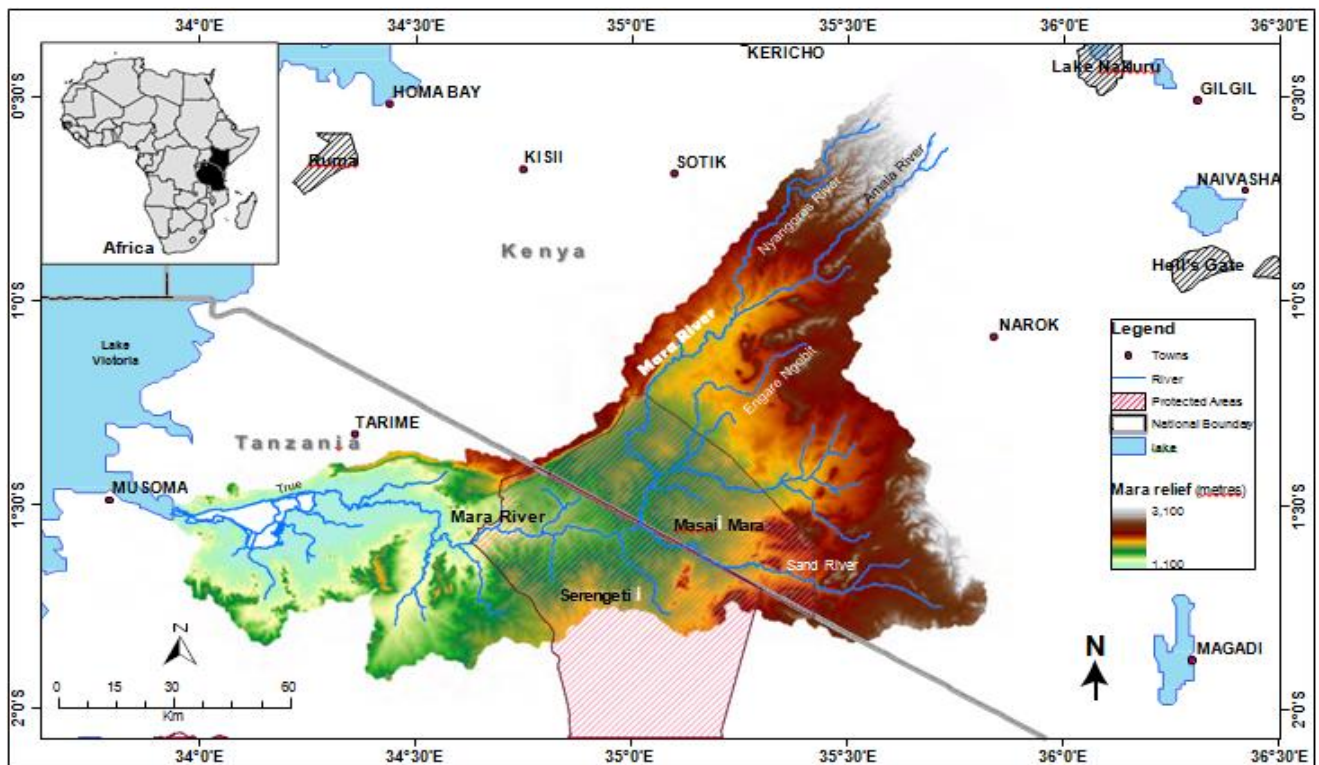 34°0'E 34°30'E 35°0'E 35°30'E 36°0'E 36°30'E
0°30'S
1°0'S
1°30'S
2°0'S
0°30'S
1°0'S
1°30'S
2°0'S
Africa
KERICHO
HOMA BAY
Ruma
KISII
SOTIK
Lake Nakuru
GILGIL
NAIVASHA
Hell's Gate
NAROK
Kenya
Nyangores River
Amala River
Mara River
Engare Ngobit
Lake
Victoria
TARIME
Tanzania
MUSOMA
True
Mara River
Masai Mara
Sand River
Serengeti
Legend
Towns
River
Protected Areas
National Boundary
lake
Mara relief (metres)
3,100
1,100
Z
0 15 30 60
Km
N
MAGADI
34°0'E 34°30'E 35°0'E 35°30'E 36°0'E 36°30'E